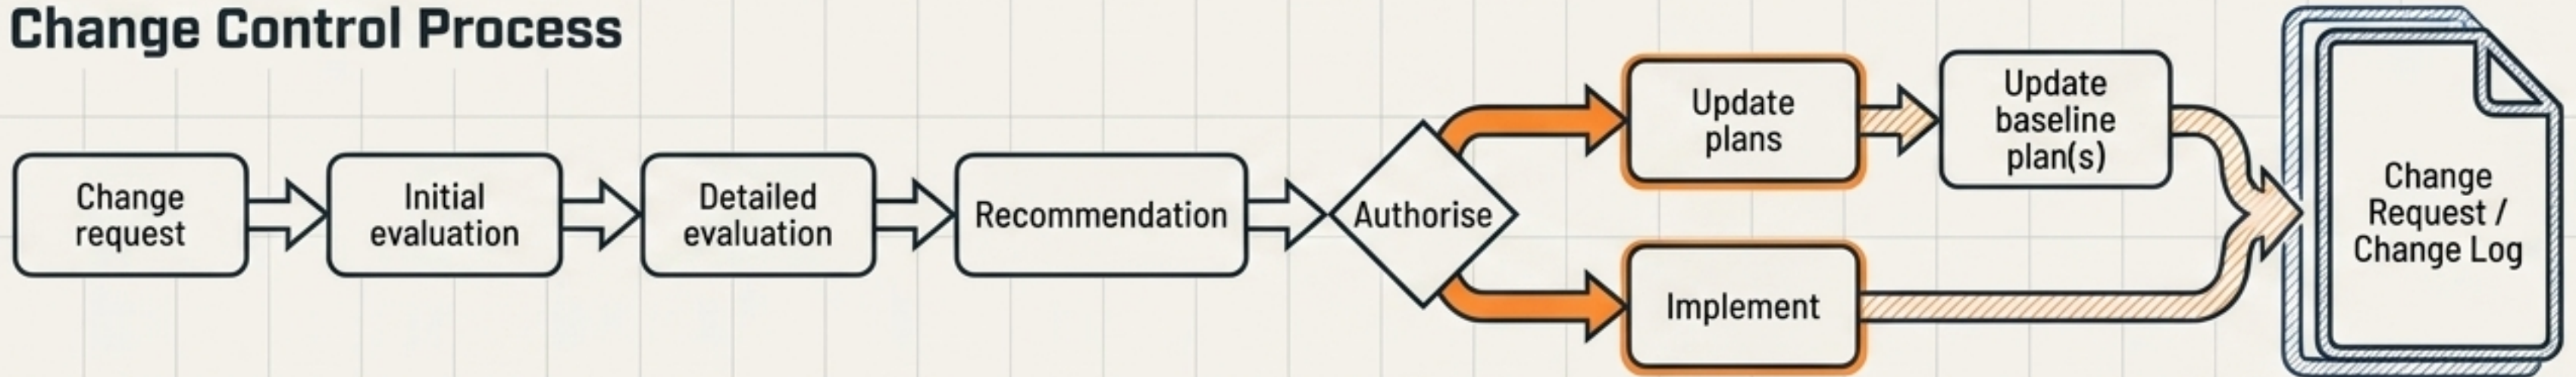 Change Control Process
Change
request
Initial
evaluation
Detailed
evaluation
Recommendation
Authorise
Update
plans
Update
baseline
plan(s)
Implement
Change
Request /
Change Log